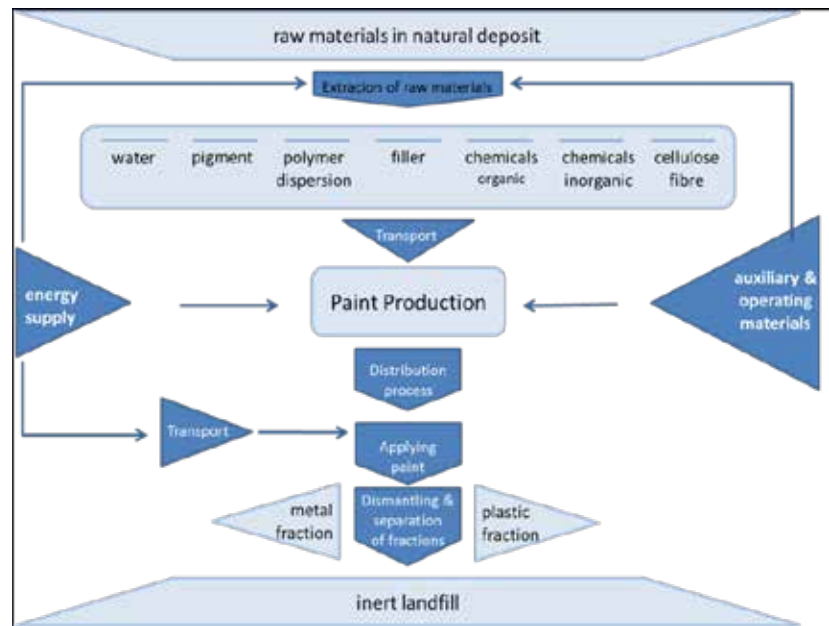 raw materials in natural deposit
Extracion of raw materials
water
pigment
polymer
dispersion
filler
chemicals
organic
chemicals
inorganic
cellulose
fibre
Transport
energy
supply
Paint Production
auxiliary &
operating
materials
Distribution
process
Transport
Applying
paint
metal
fraction
Dismantling &
separation
of fractions
plastic
fraction
inert landfill